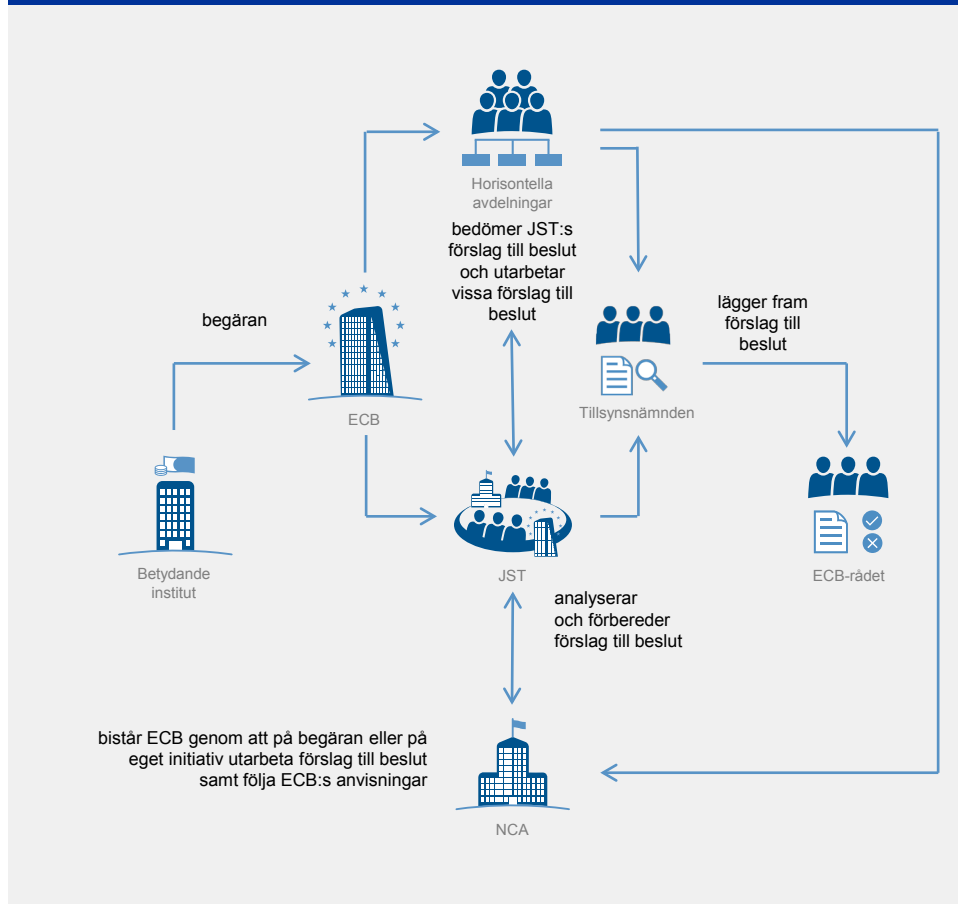 Horisontella
avdelningar
bedömer JST:s
förslag till beslut
och utarbetar
vissa förslag till
beslut
begäran
lägger fram
förslag till
beslut
ECB
Tillsynsnämnden
Betydande
institut
JST
ECB-rådet
analyserar
och förbereder
förslag till beslut
bistår ECB genom att på begäran eller på
eget initiativ utarbeta förslag till beslut
samt följa ECB:s anvisningar
NCA